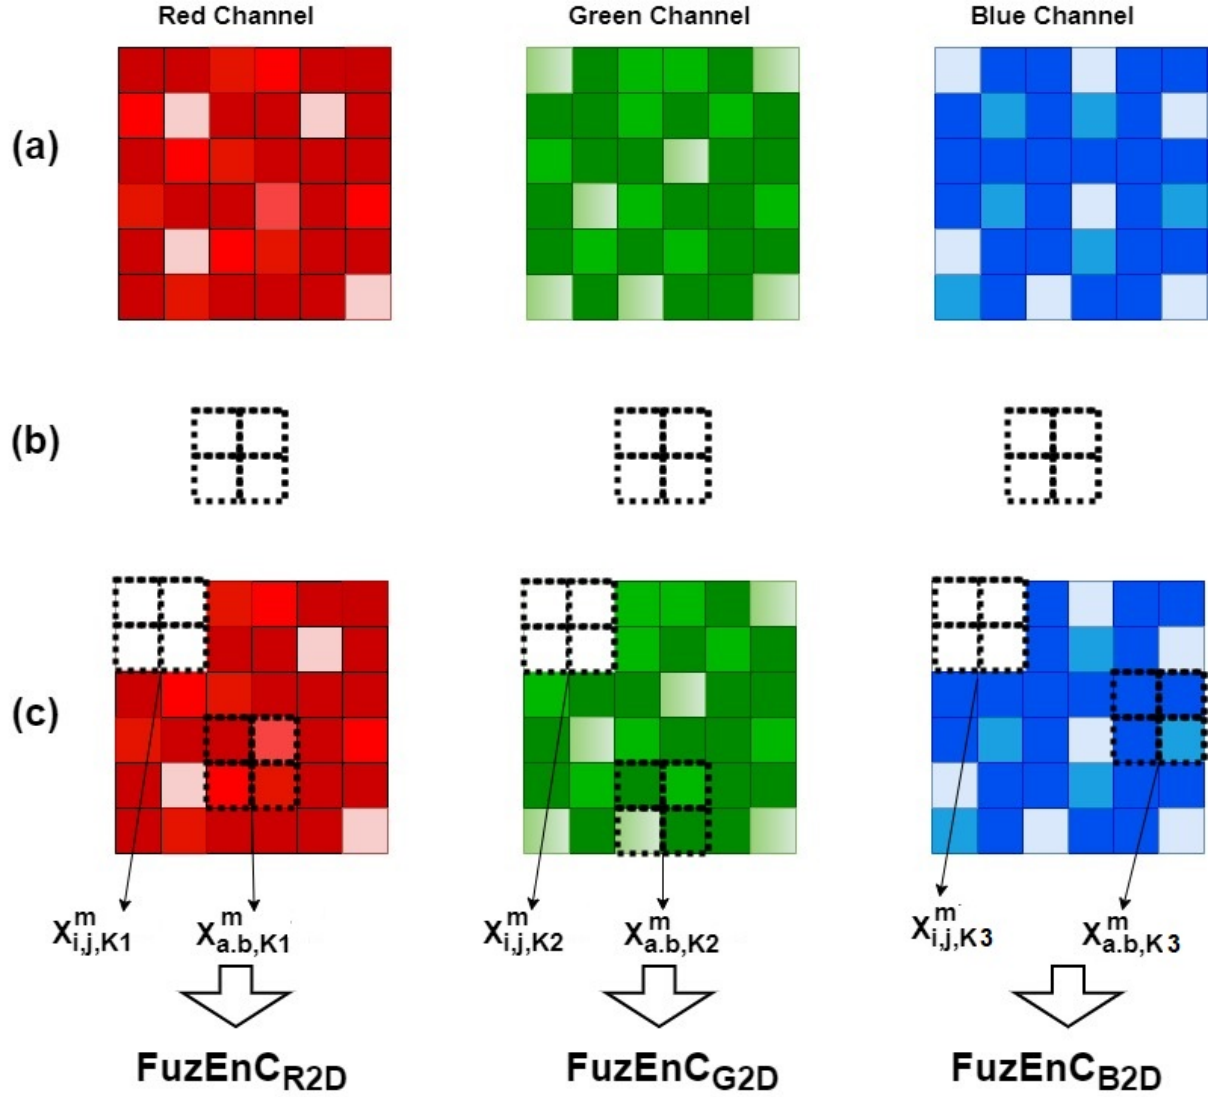 Red Channel Green Channel Blue Channel
(a)
(b)
(c)
X^m_i,j,K1 X^m_a.b,K1 X^m_i,j,K2 X^m_a.b,K2 X^m_i,j,K3 X^m_a.b,K3
FuzEnC_R2D FuzEnC_G2D FuzEnC_B2D